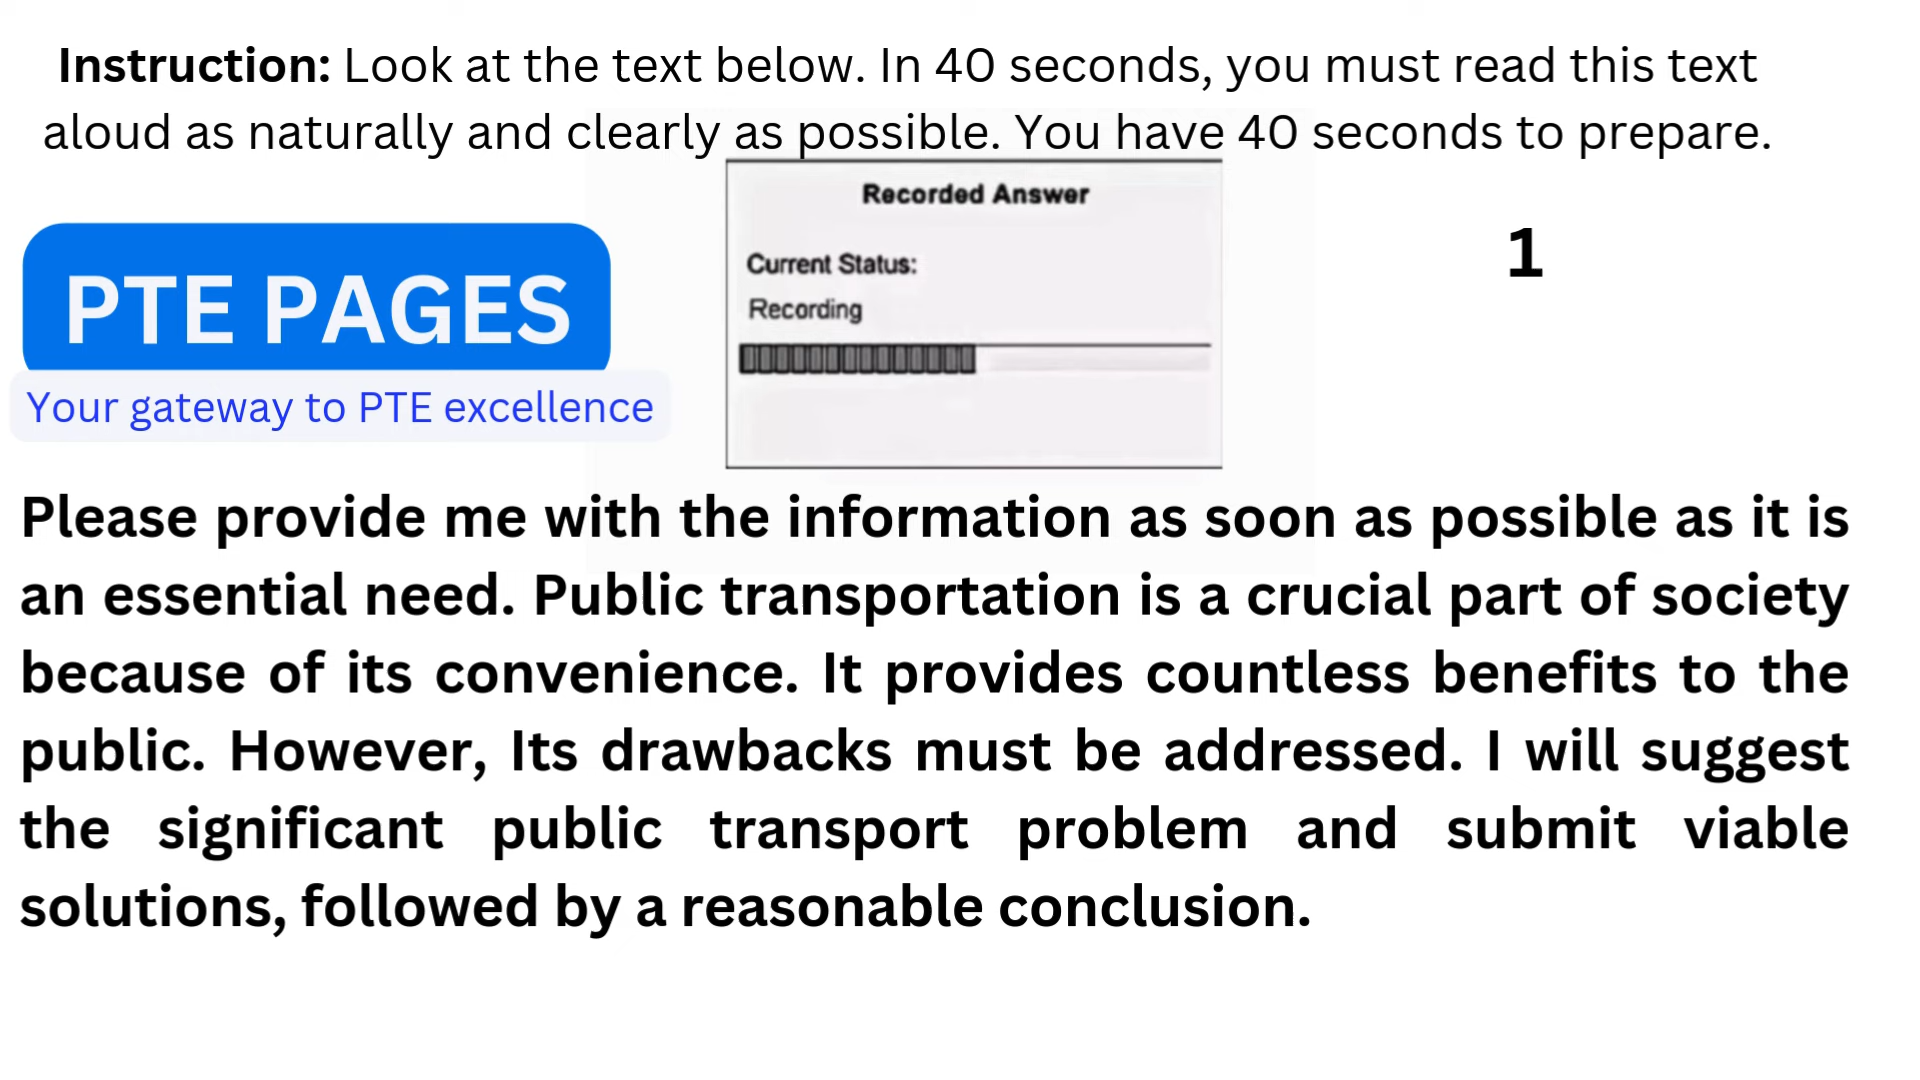 Instruction: Look at the text below. In 40 seconds, you must read this text
aloud as naturally and clearly as possible. You have 40 seconds to prepare.
Recorded Answer
Current Status:
Recording
1
PTE PAGES
Your gateway to PTE excellence
Please provide me with the information as soon as possible as it is
an essential need. Public transportation is a crucial part of society
because of its convenience. It provides countless benefits to the
public. However, Its drawbacks must be addressed. I will suggest
the significant public transport problem and submit viable
solutions, followed by a reasonable conclusion.